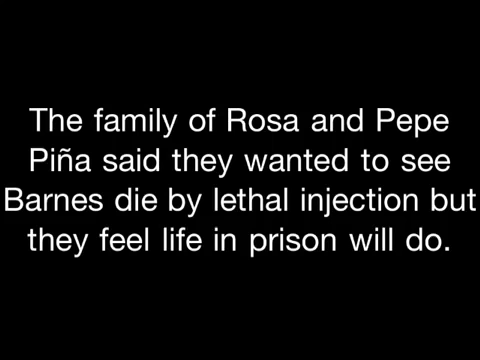 The family of Rosa and Pepe
Piña said they wanted to see
Barnes die by lethal injection but
they feel life in prison will do.